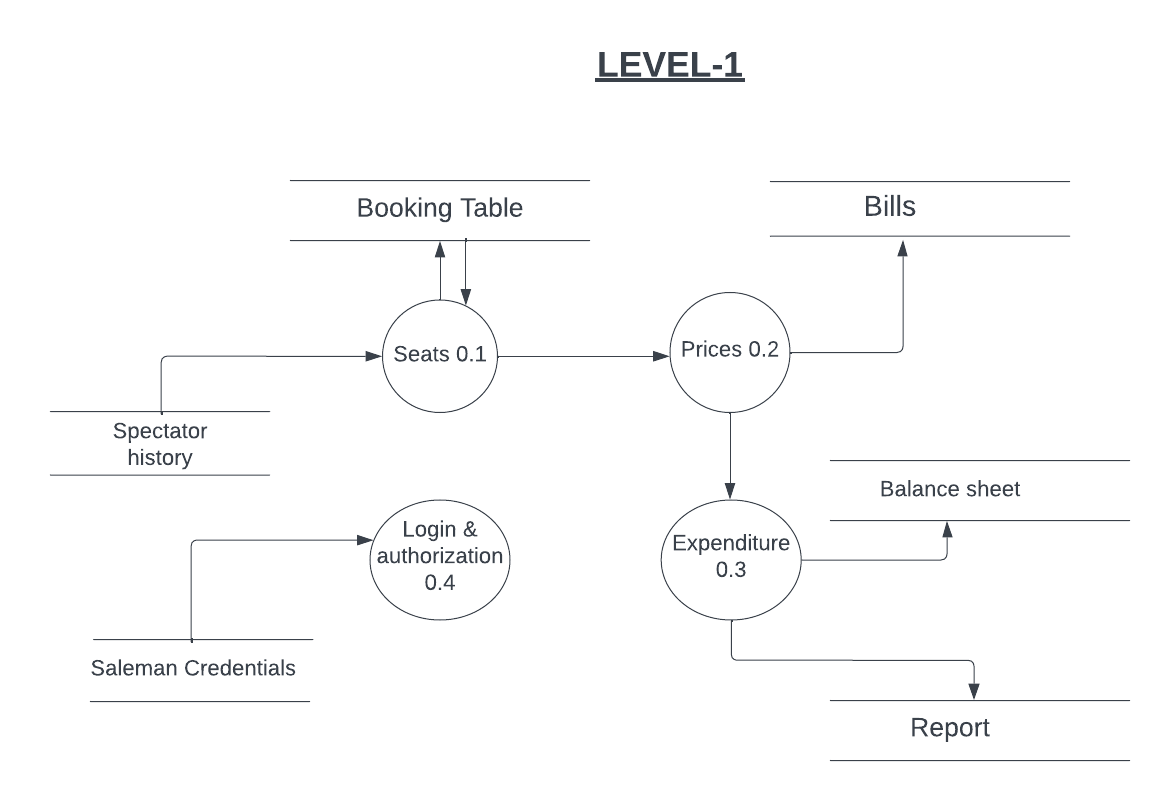 LEVEL-1
Booking Table
Bills
Seats 0.1
Prices 0.2
Spectator
history
Balance sheet
Login &
authorization
0.4
Expenditure
0.3
Saleman Credentials
Report